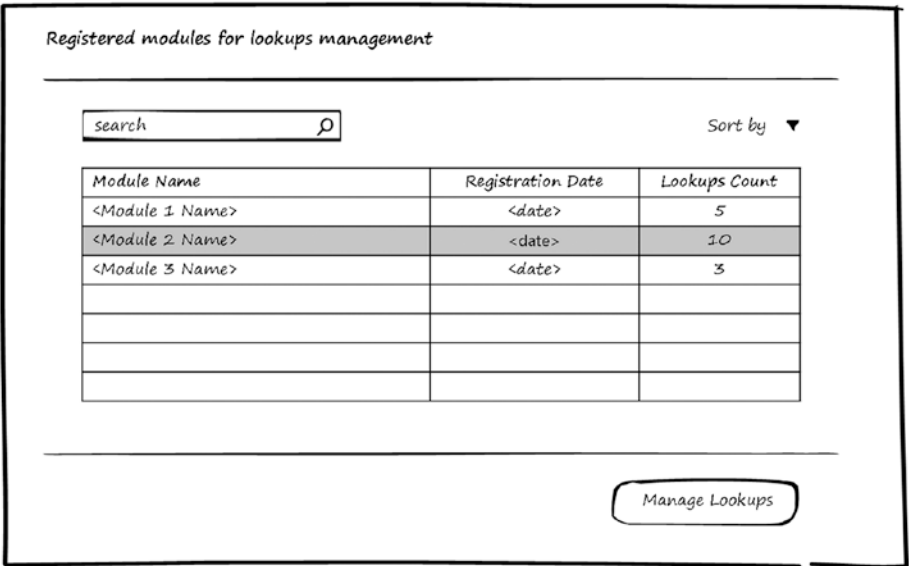 Registered modules for lookups management
search
Sort by
Module Name Registration Date Lookups Count
<Module 1 Name> <date> 5
<Module 2 Name> <date> 10
<Module 3 Name> <date> 3
Manage Lookups